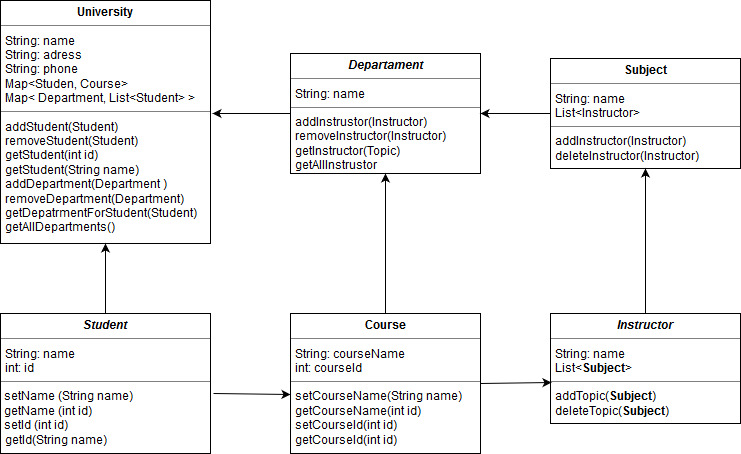 University
String: name
String: adress
String: phone
Map<Studen, Course>
Map< Department, List<Student> >
addStudent(Student)
removeStudent(Student)
getStudent(int id)
getStudent(String name)
addDepartment(Department )
removeDepartment(Department)
getDepatrmentForStudent(Student)
getAllDepartments()
Departament
String: name
addInstrustor(Instructor)
removeInstructor(Instructor)
getInstructor(Topic)
getAllInstrustor
Subject
String: name
List<Instructor>
addInstructor(Instructor)
deleteInstructor(Instructor)
Student
String: name
int: id
setName (String name)
getName (int id)
setId (int id)
getId(String name)
Course
String: courseName
int: courseId
setCourseName(String name)
getCourseName(int id)
setCourseId(int id)
getCourseId(int id)
Instructor
String: name
List<Subject>
addTopic(Subject)
deleteTopic(Subject)